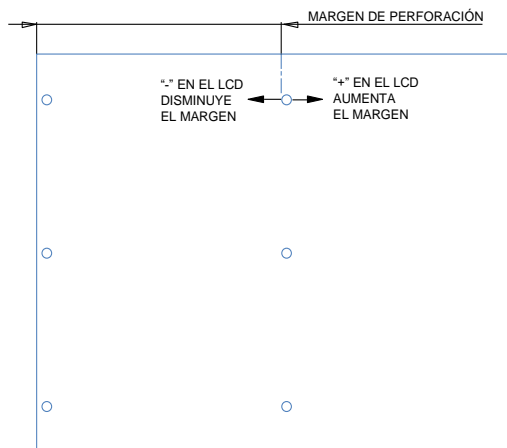 MARGEN DE PERFORACIÓN
“-” EN EL LCD
DISMINUYE
EL MARGEN
“+” EN EL LCD
AUMENTA
EL MARGEN